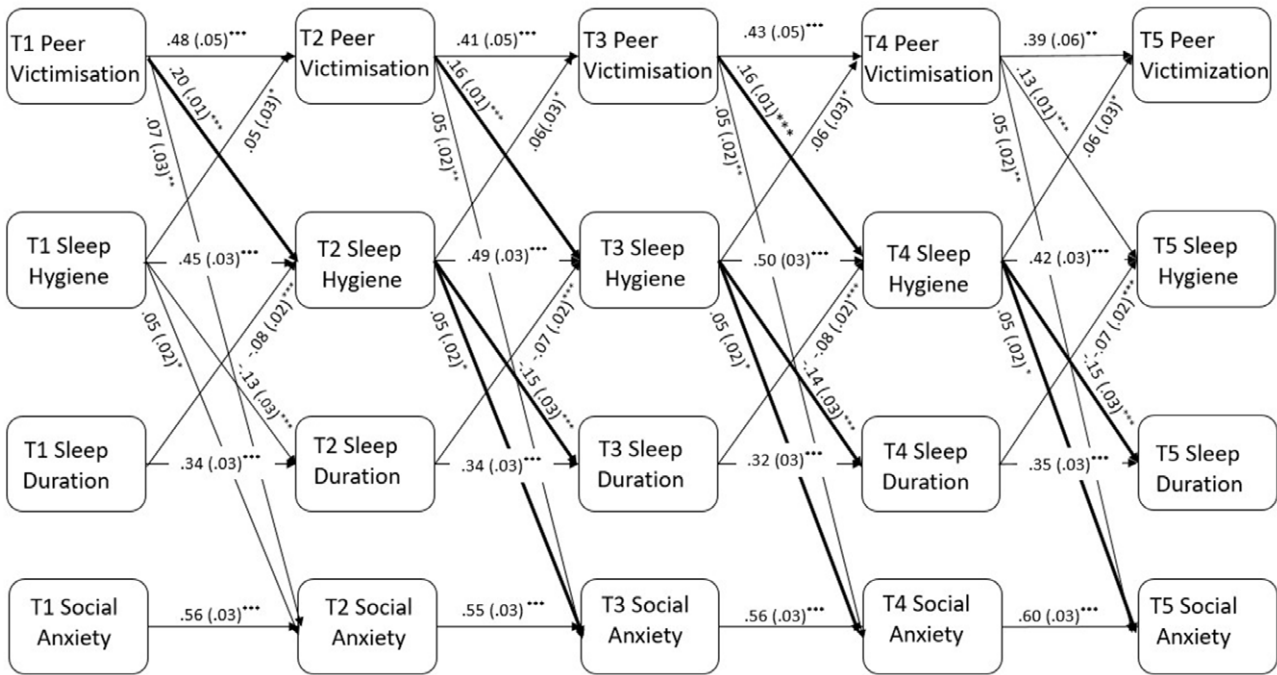 T1 Peer
Victimisation
.48 (.05)***
T2 Peer
Victimisation
.41 (.05)***
T3 Peer
Victimisation
.43 (.05)***
T4 Peer
Victimisation
.39 (.06)**
T5 Peer
Victimization
.20 (.01)***
.07 (.03)**
.05 (.03)*
.16 (.01)***
.05 (.02)**
.06(.03)*
.16 (.01)***
.05 (.02)**
.06 (.03)*
.13 (.01)***
.05 (.02)**
.06 (.03)*
T1 Sleep
Hygiene
.45 (.03)***
T2 Sleep
Hygiene
.49 (.03)***
T3 Sleep
Hygiene
.50 (03)***
T4 Sleep
Hygiene
.42 (.03)***
T5 Sleep
Hygiene
.05 (.02)*
-.08 (.02)***
-.13 (.03)***
.05 (.02)*
-.07 (.02)***
-.15 (.03)***
.05 (.02)*
-.08 (.02)***
-.14 (.03)***
.05 (.02)*
-.07 (.02)***
-.15 (.03)***
T1 Sleep
Duration
.34 (.03)***
T2 Sleep
Duration
.34 (.03)***
T3 Sleep
Duration
.32 (03)***
T4 Sleep
Duration
.35 (.03)***
T5 Sleep
Duration
T1 Social
Anxiety
.56 (.03)***
T2 Social
Anxiety
.55 (.03)***
T3 Social
Anxiety
.56 (.03)***
T4 Social
Anxiety
.60 (.03)***
T5 Social
Anxiety